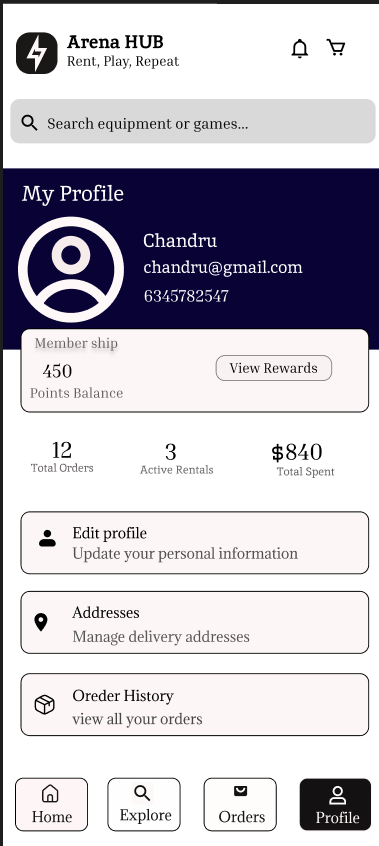 Arena HUB
Rent, Play, Repeat
Search equipment or games...
My Profile
Chandru
chandru@gmail.com
6345782547
Member ship
450
Points Balance
View Rewards
12
Total Orders
3
Active Rentals
$840
Total Spent
Edit profile
Update your personal information
Addresses
Manage delivery addresses
Oreder History
view all your orders
Home
Explore
Orders
Profile